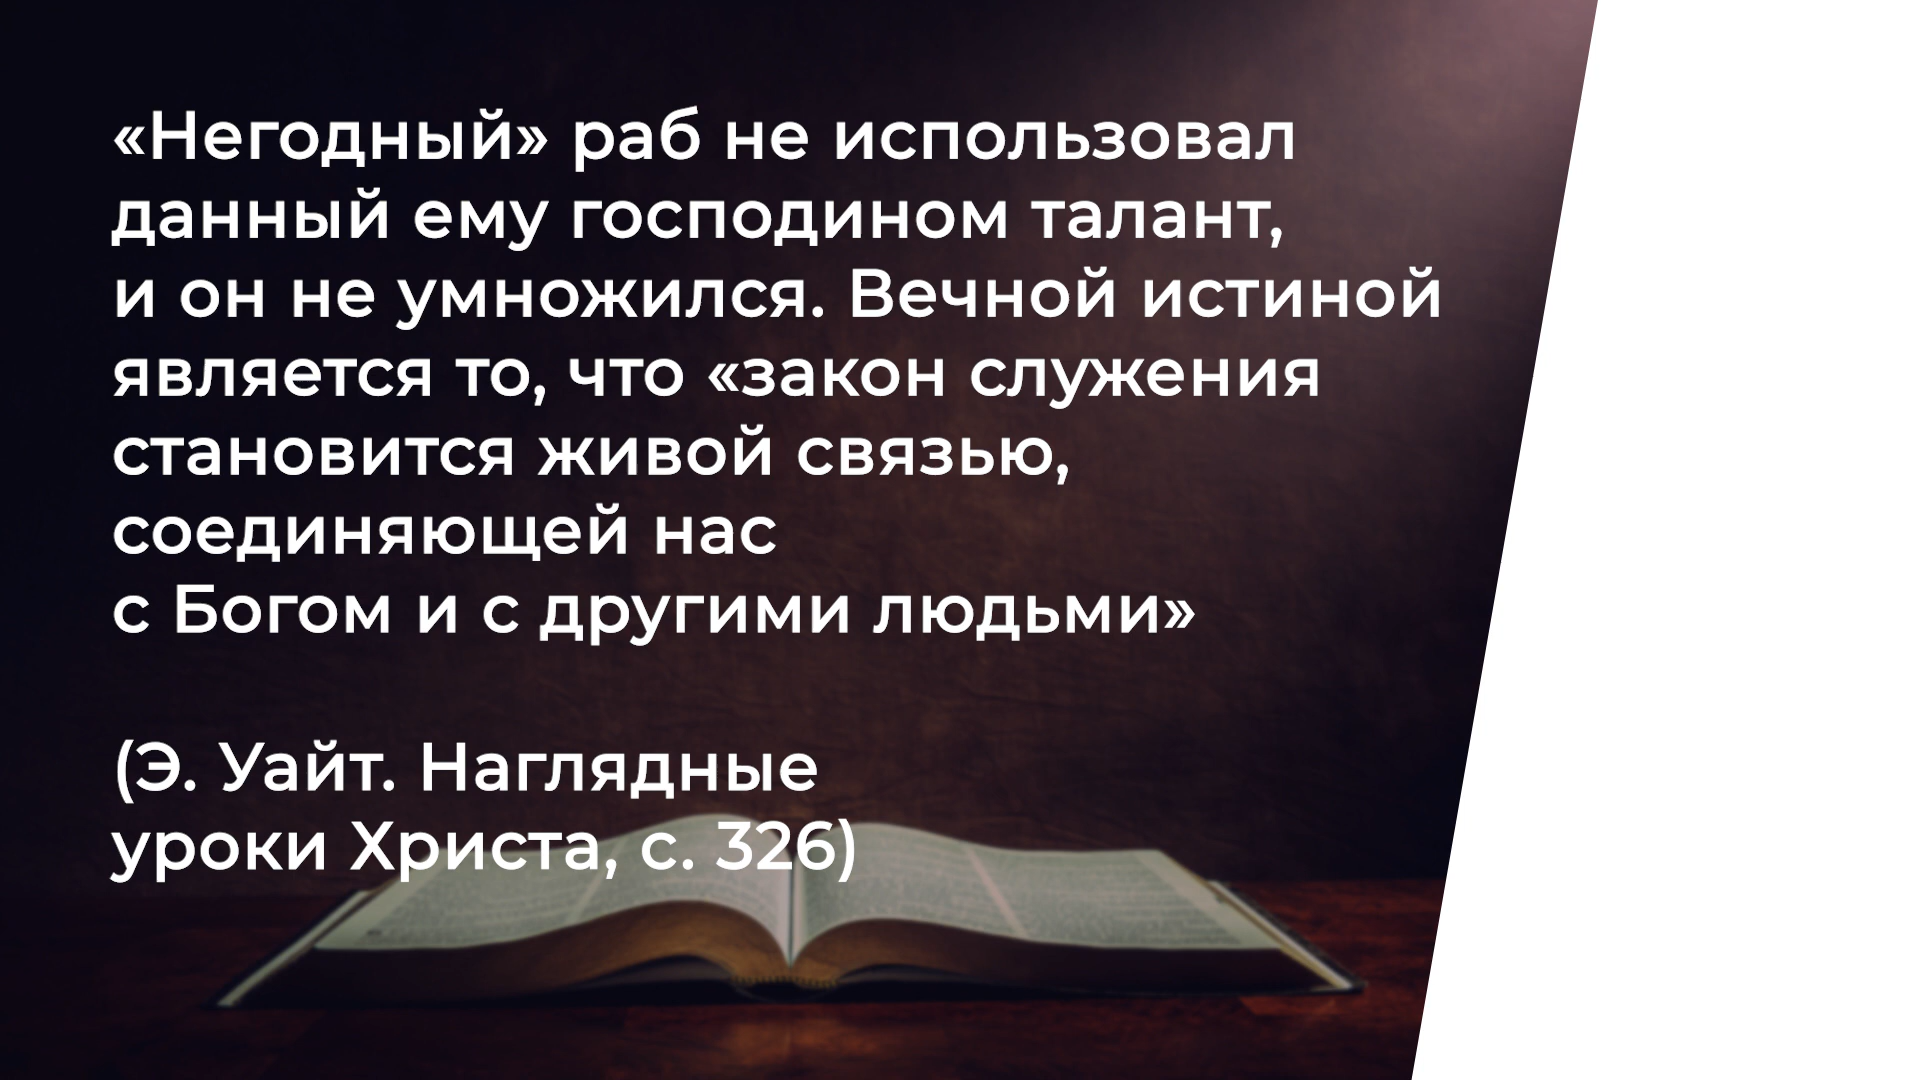 «Негодный» раб не использовал
данный ему господином талант,
и он не умножился. Вечной истиной
является то, что «закон служения
становится живой связью,
соединяющей нас
с Богом и с другими людьми»
(Э. Уайт. Наглядные
уроки Христа, с. 326)